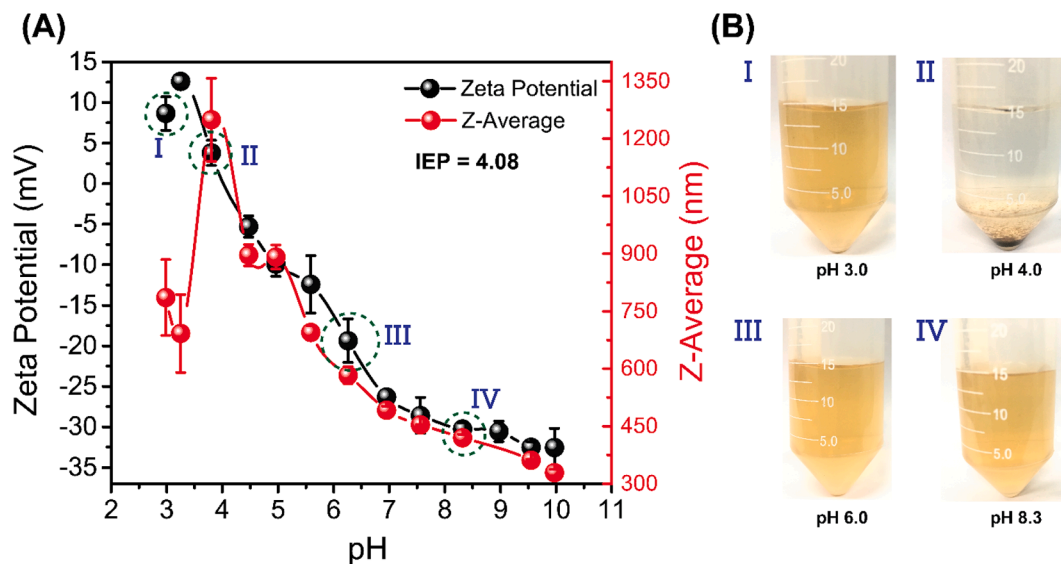 (A)
Zeta Potential (mV)
15
10
5
0
-5
-10
-15
-20
-25
-30
-35
2
3
4
5
6
7
8
9
10
11
pH
1350
1200
1050
900
750
600
450
300
Z-Average (nm)
Zeta Potential
Z-Average
IEP = 4.08
I
II
III
IV
(B)
I
20
15
10
5.0
pH 3.0
II
20
15
10
5.0
pH 4.0
III
20
15
10
5.0
pH 6.0
IV
20
15
10
5.0
pH 8.3